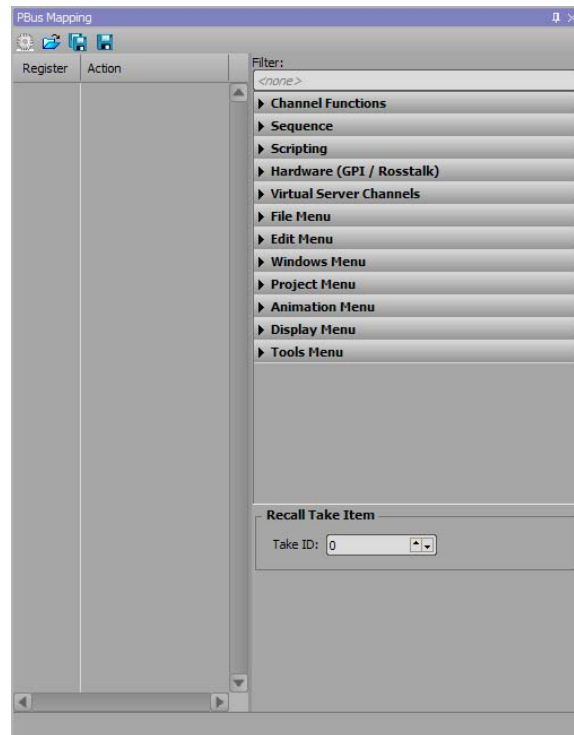 PBus Mapping
Register Action
Filter:
<none>
Channel Functions
Sequence
Scripting
Hardware (GPI / Rosstalk)
Virtual Server Channels
File Menu
Edit Menu
Windows Menu
Project Menu
Animation Menu
Display Menu
Tools Menu
Recall Take Item
Take ID: 0